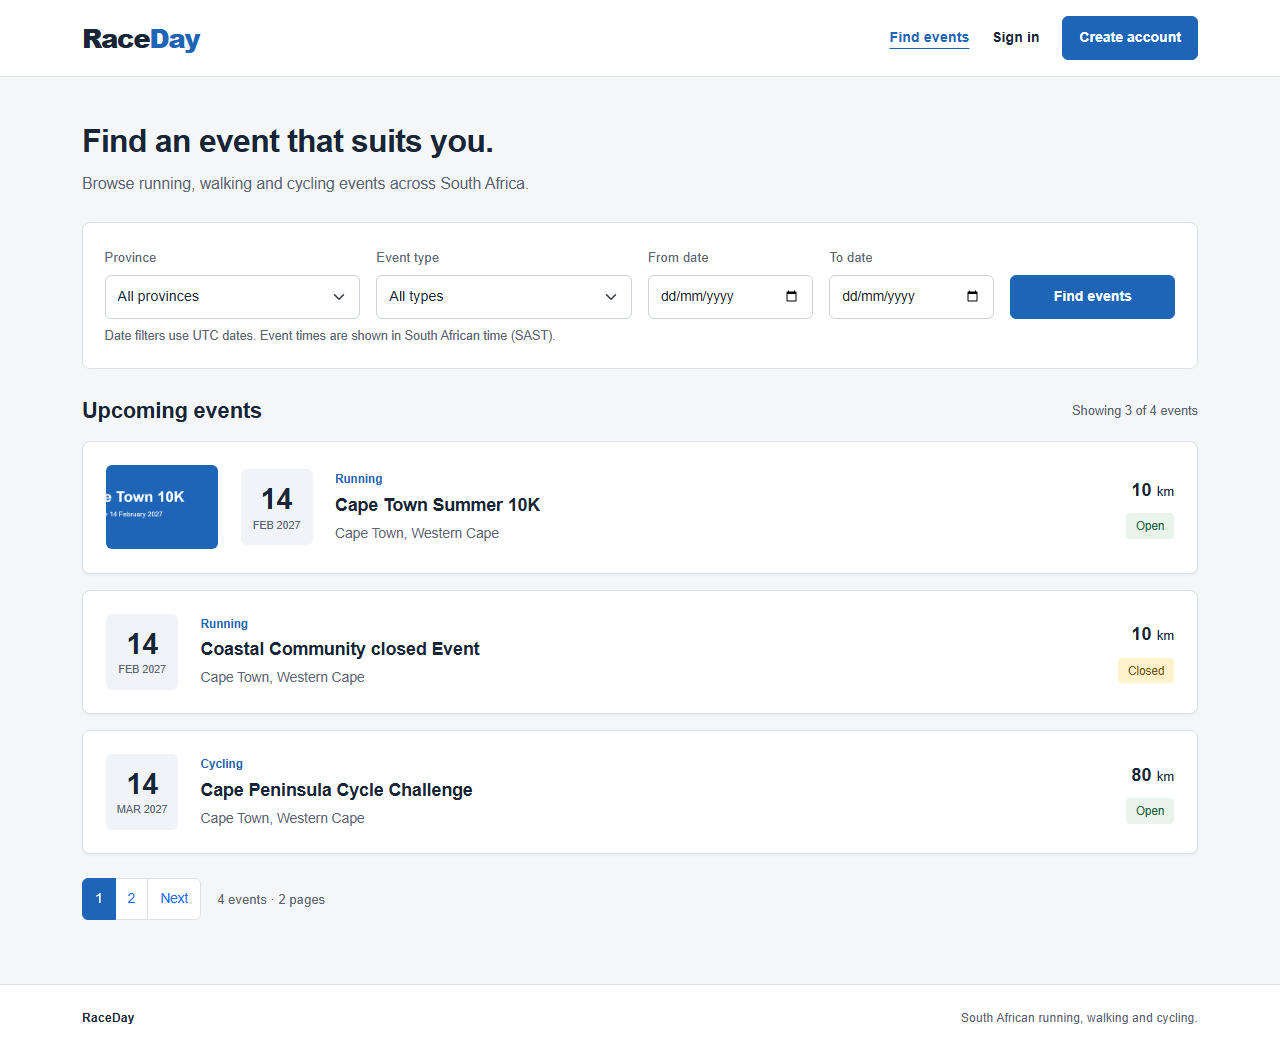 RaceDay
Find events
Sign in
Create account
Find an event that suits you.
Browse running, walking and cycling events across South Africa.
Province
Event type
From date
To date
All provinces
All types
dd/mm/yyyy
dd/mm/yyyy
Find events
Date filters use UTC dates. Event times are shown in South African time (SAST).
Upcoming events
Showing 3 of 4 events
e Town 10K
14 February 2027
14
FEB 2027
Running
Cape Town Summer 10K
Cape Town, Western Cape
10 km
Open
14
FEB 2027
Running
Coastal Community closed Event
Cape Town, Western Cape
10 km
Closed
14
MAR 2027
Cycling
Cape Peninsula Cycle Challenge
Cape Town, Western Cape
80 km
Open
1
2
Next
4 events · 2 pages
RaceDay
South African running, walking and cycling.